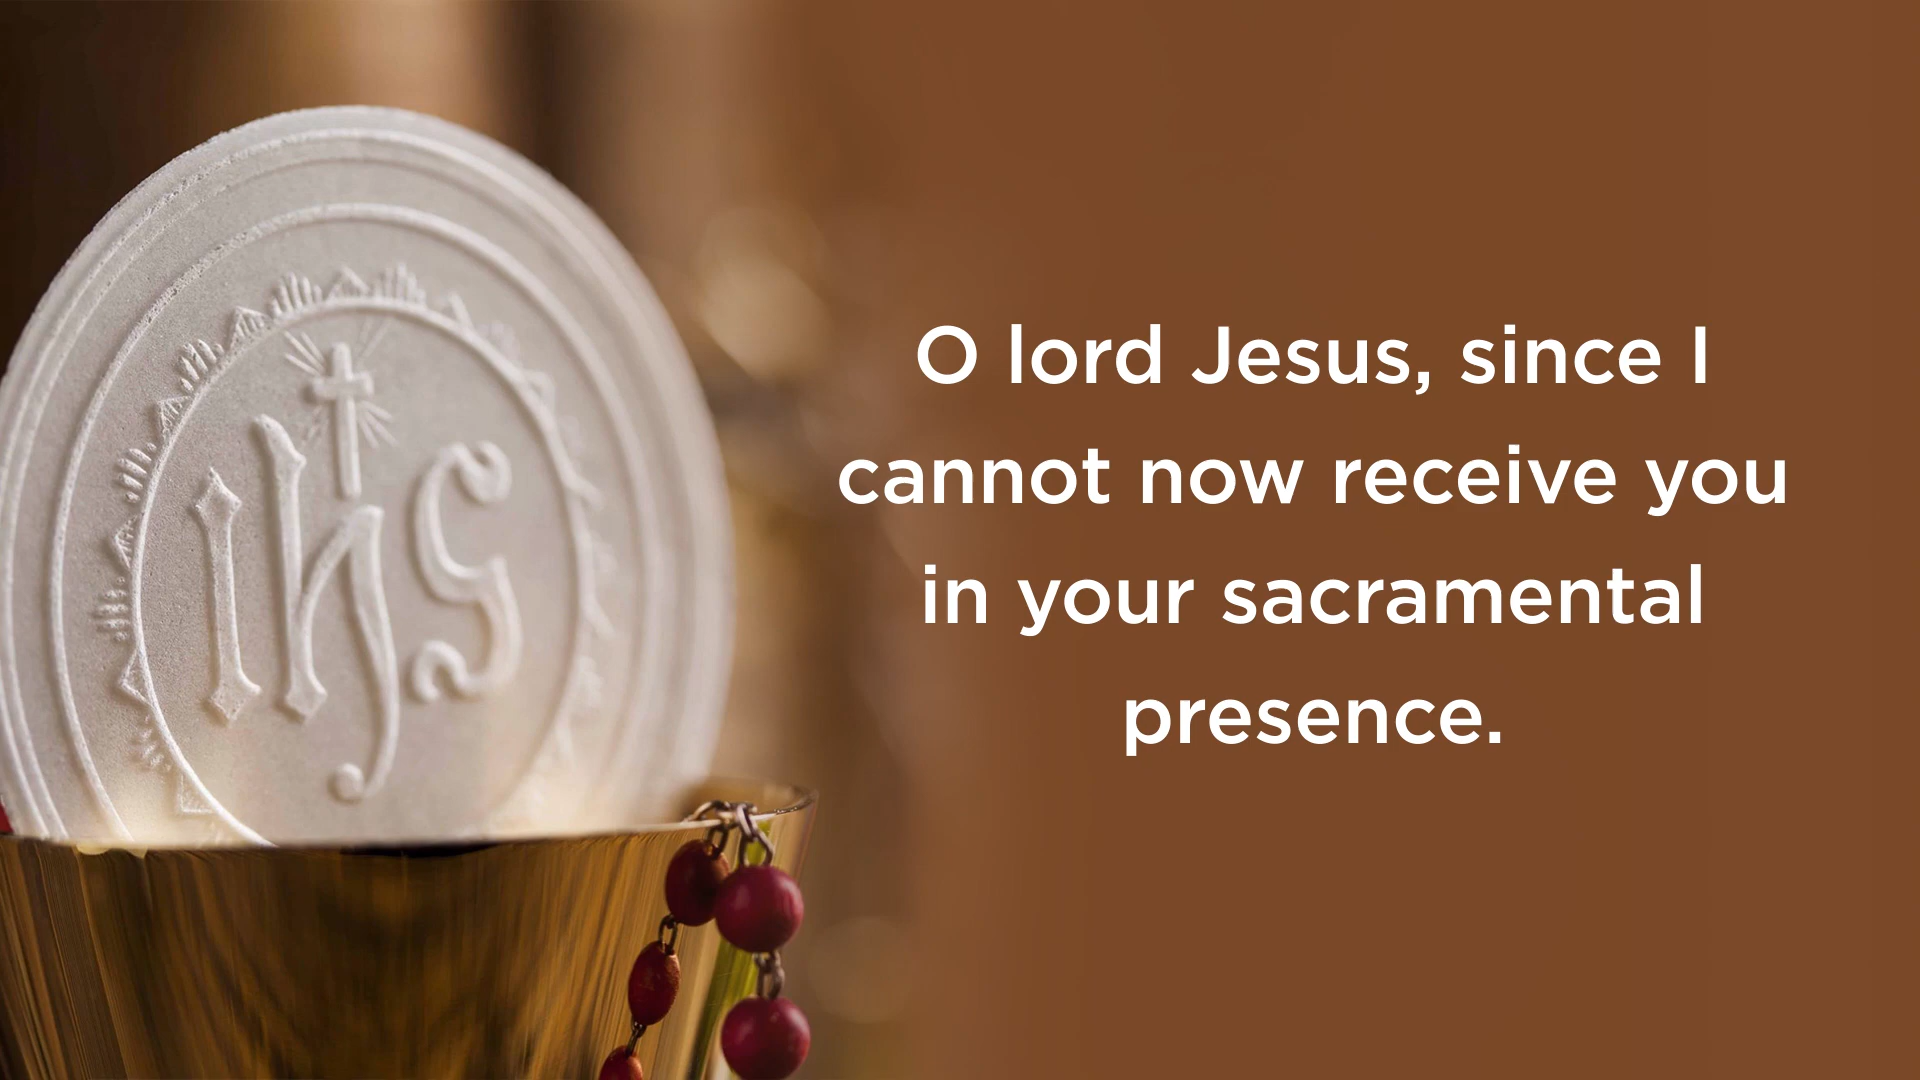 ihs
O lord Jesus, since I
cannot now receive you
in your sacramental
presence.